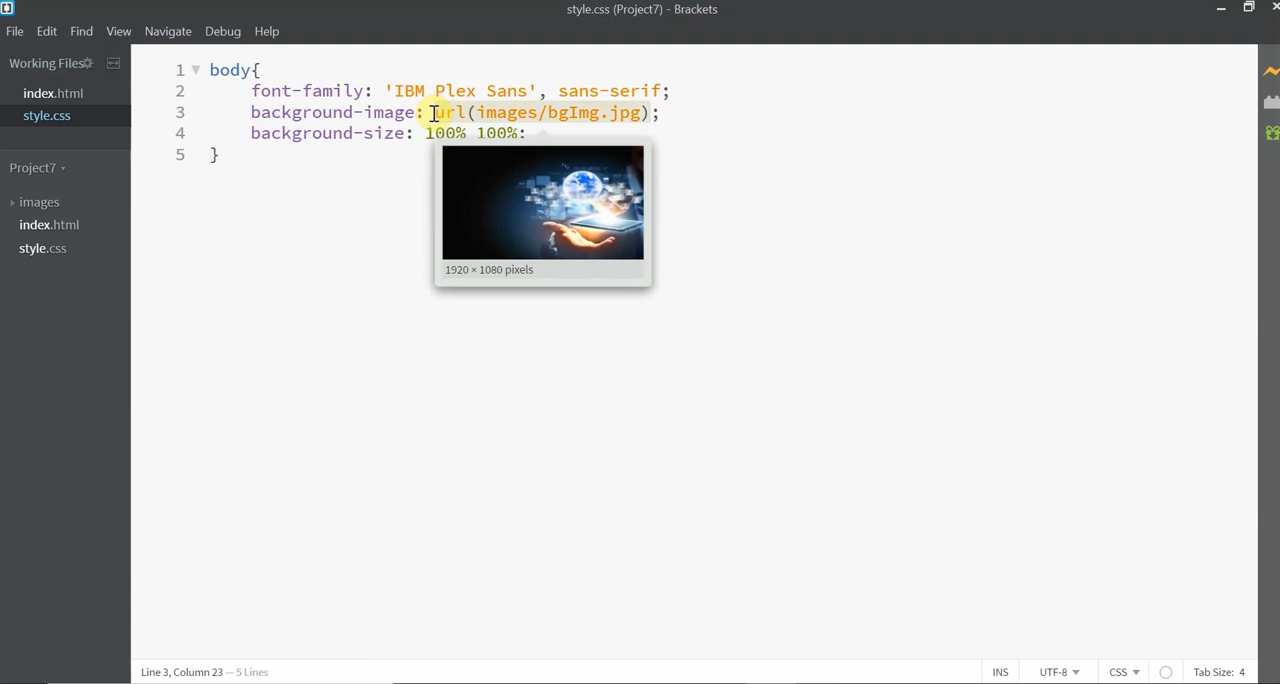 style.css (Project7) - Brackets
File Edit Find View Navigate Debug Help
Working Files
index.html
style.css
Project7
images
index.html
style.css
1 body{
2 font-family: 'IBM Plex Sans', sans-serif;
3 background-image: url(images/bgImg.jpg);
4 background-size: 100% 100%;
5 }
1920 × 1080 pixels
Line 3, Column 23 — 5 Lines
INS UTF-8 CSS Tab Size: 4